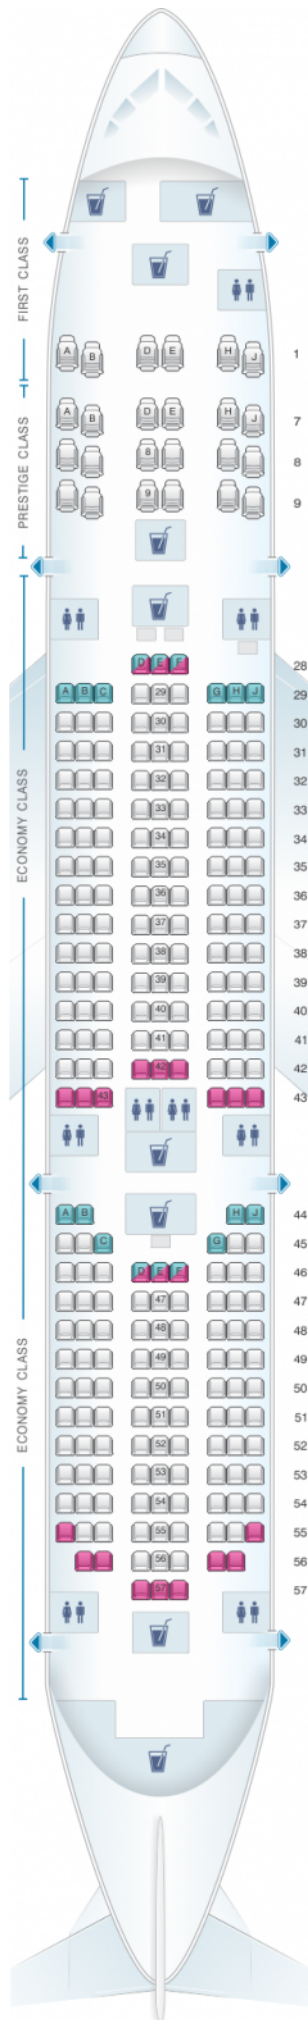 FIRST CLASS
A B D E H J 1
PRESTIGE CLASS
A B D E H J 7
8 8
9 9
ECONOMY CLASS
D E F 28
A B C 29 G H J 29
30 30
31 31
32 32
33 33
34 34
35 35
36 36
37 37
38 38
39 39
40 40
41 41
42 42
43 43
ECONOMY CLASS
A B H J 44
C G 45
D E F 46
47 47
48 48
49 49
50 50
51 51
52 52
53 53
54 54
55 55
56 56
57 57